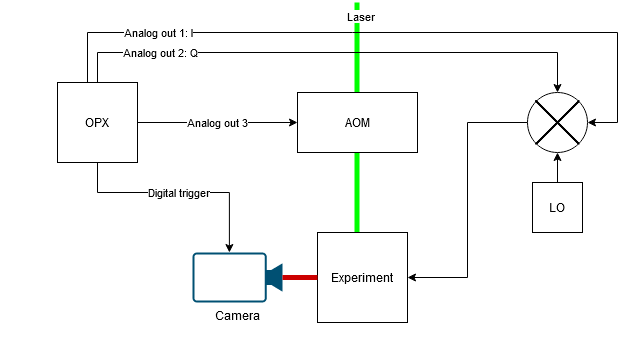 Laser
Analog out 1: I
Analog out 2: Q
OPX
Analog out 3
AOM
Digital trigger
LO
Experiment
Camera